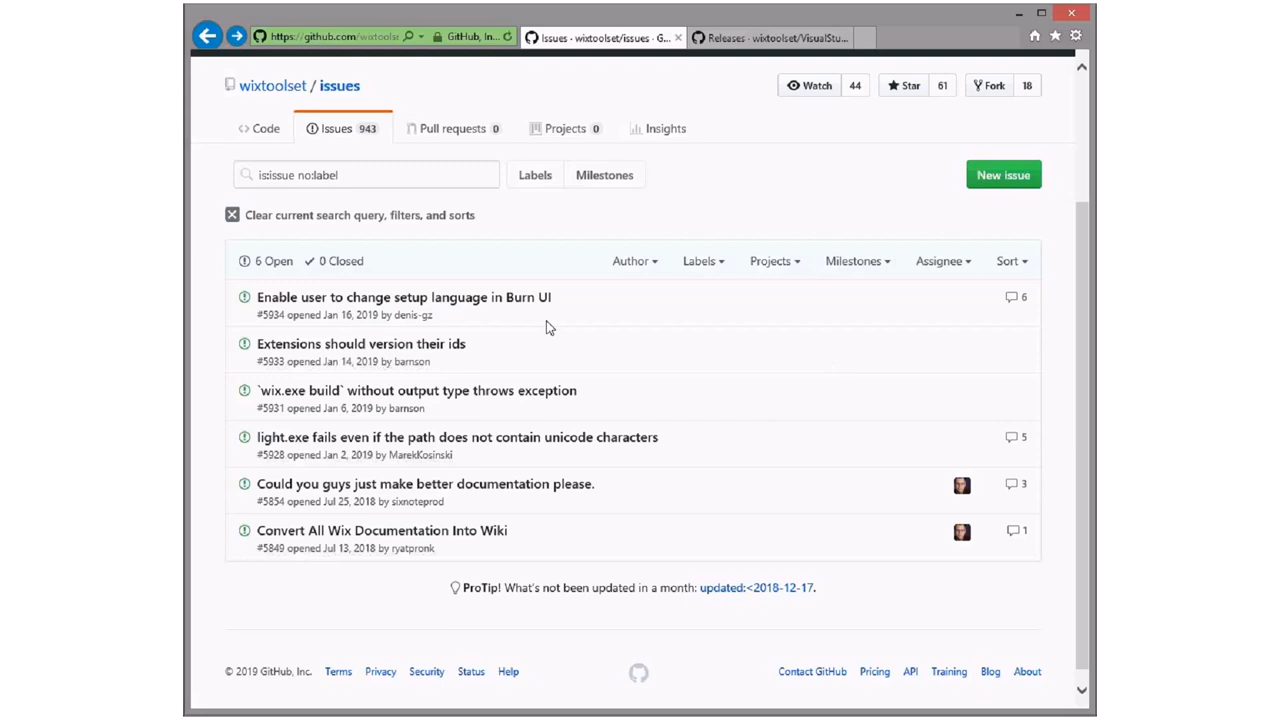 https://github.com/wixtoolse
GitHub, In...
Issues · wixtoolset/issues · G...
Releases · wixtoolset/VisualStu...
wixtoolset / issues
Watch 44
Star 61
Fork 18
Code
Issues 943
Pull requests 0
Projects 0
Insights
is:issue no:label
Labels
Milestones
New issue
Clear current search query, filters, and sorts
6 Open
0 Closed
Author
Labels
Projects
Milestones
Assignee
Sort
Enable user to change setup language in Burn UI
6
#5934 opened Jan 16, 2019 by denis-gz
Extensions should version their ids
#5933 opened Jan 14, 2019 by barnson
`wix.exe build` without output type throws exception
#5931 opened Jan 6, 2019 by barnson
light.exe fails even if the path does not contain unicode characters
5
#5928 opened Jan 2, 2019 by MarekKosinski
Could you guys just make better documentation please.
3
#5854 opened Jul 25, 2018 by sixnoteprod
Convert All Wix Documentation Into Wiki
1
#5849 opened Jul 13, 2018 by ryatpronk
ProTip! What's not been updated in a month: updated:<2018-12-17.
© 2019 GitHub, Inc.
Terms
Privacy
Security
Status
Help
Contact GitHub
Pricing
API
Training
Blog
About